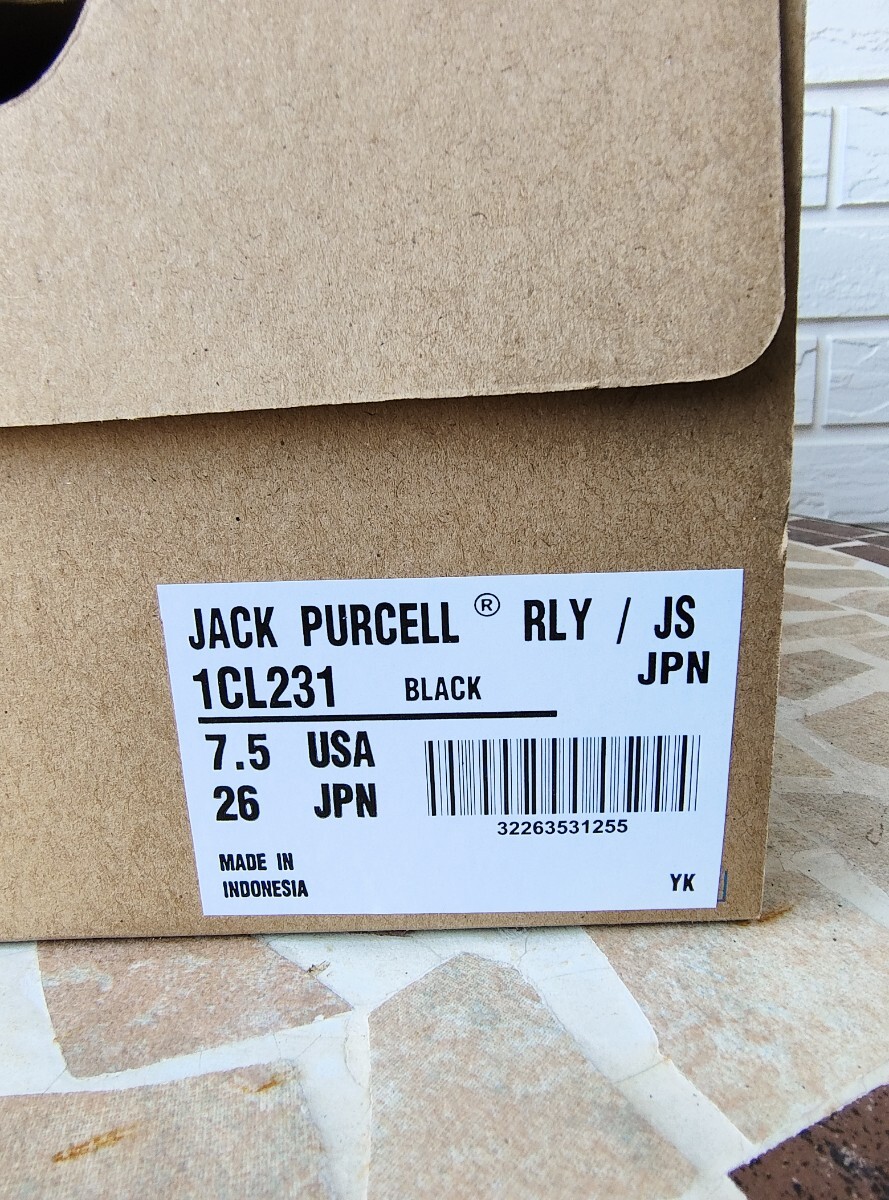 JACK PURCELL ® RLY / JS
JPN
1CL231 BLACK
7.5 USA
26 JPN
32263531255
MADE IN
INDONESIA
YK